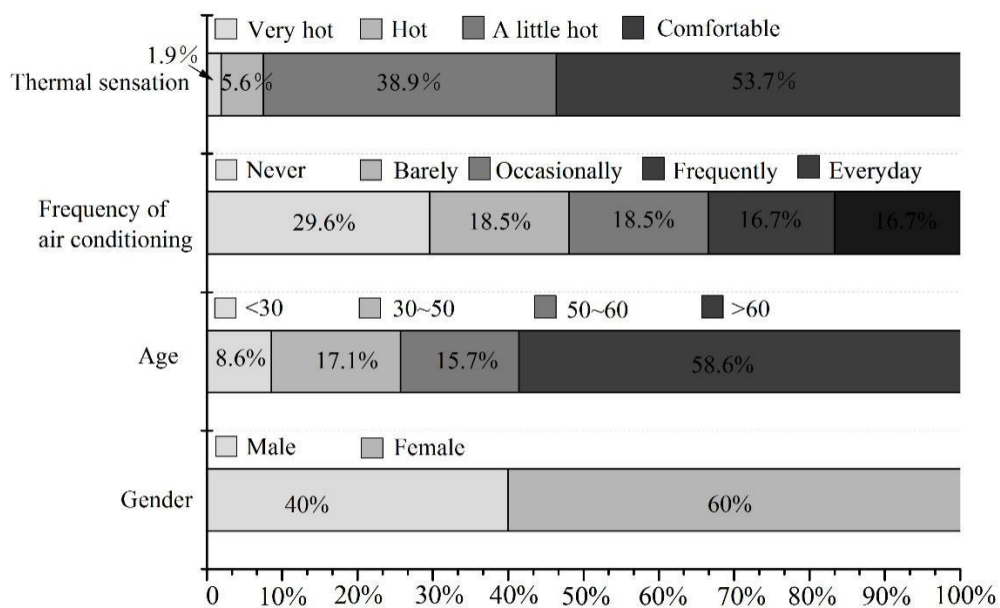 Very hot Hot A little hot Comfortable
1.9%
Thermal sensation 5.6% 38.9% 53.7%
Never Barely Occasionally Frequently Everyday
Frequency of
air conditioning
29.6% 18.5% 18.5% 16.7% 16.7%
<30 30~50 50~60 >60
Age 8.6% 17.1% 15.7% 58.6%
Male Female
Gender 40% 60%
0 10% 20% 30% 40% 50% 60% 70% 80% 90% 100%